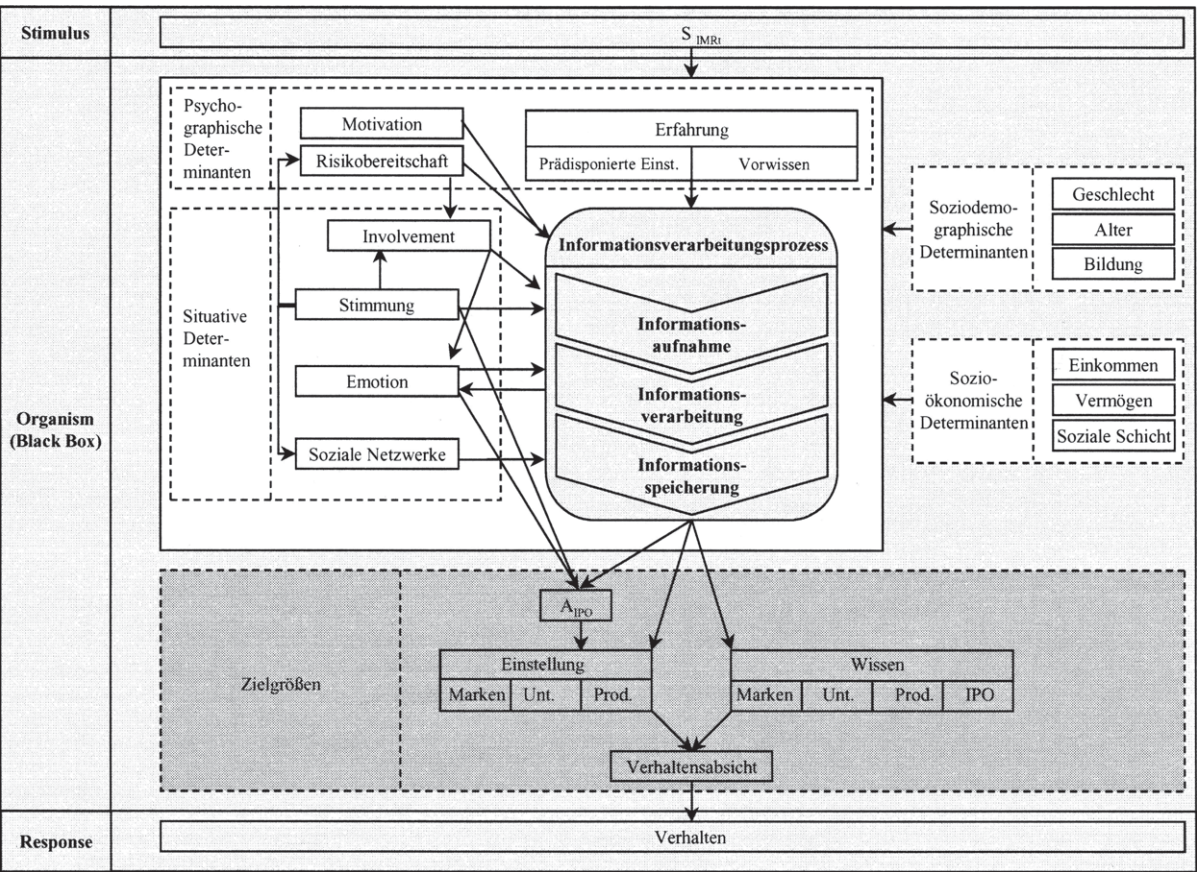 Stimulus
S IMRt
Psycho-
graphische
Deter-
minanten
Motivation
Risikobereitschaft
Erfahrung
Prädisponierte Einst.
Vorwissen
Situative
Deter-
minanten
Involvement
Stimmung
Emotion
Soziale Netzwerke
Informationsverarbeitungsprozess
Informations-
aufnahme
Informations-
verarbeitung
Informations-
speicherung
Soziodemo-
graphische
Determinanten
Geschlecht
Alter
Bildung
Sozio-
ökonomische
Determinanten
Einkommen
Vermögen
Soziale Schicht
Organism
(Black Box)
Zielgrößen
A IPO
Einstellung
Marken Unt. Prod.
Wissen
Marken Unt. Prod. IPO
Verhaltensabsicht
Response
Verhalten